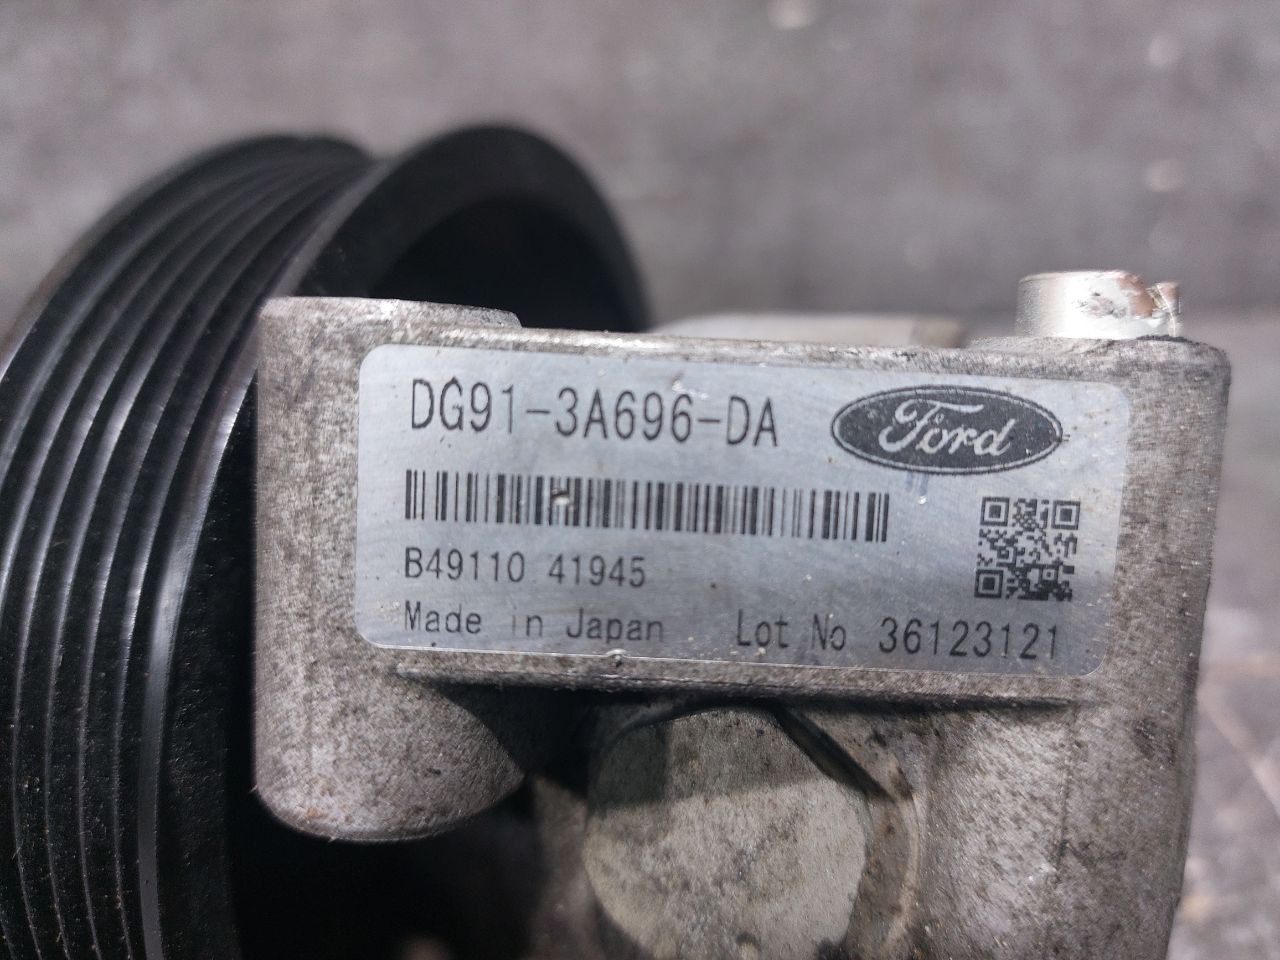 DG91-3A696-DA
Ford
B49110 41945
Made in Japan Lot No 36123121